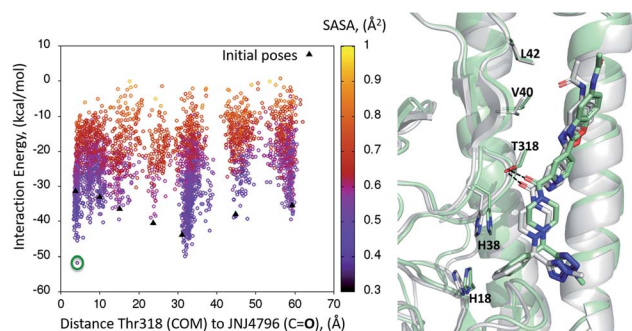 SASA, (Å²)
Initial poses
Interaction Energy, (kcal/mol)
10
0
-10
-20
-30
-40
-50
-60
0
10
20
30
40
50
60
70
1
0.9
0.8
0.7
0.6
0.5
0.4
0.3
Distance Thr318 (COM) to JNJ4796 (C=O), (Å)
L42
V40
T318
H38
H18